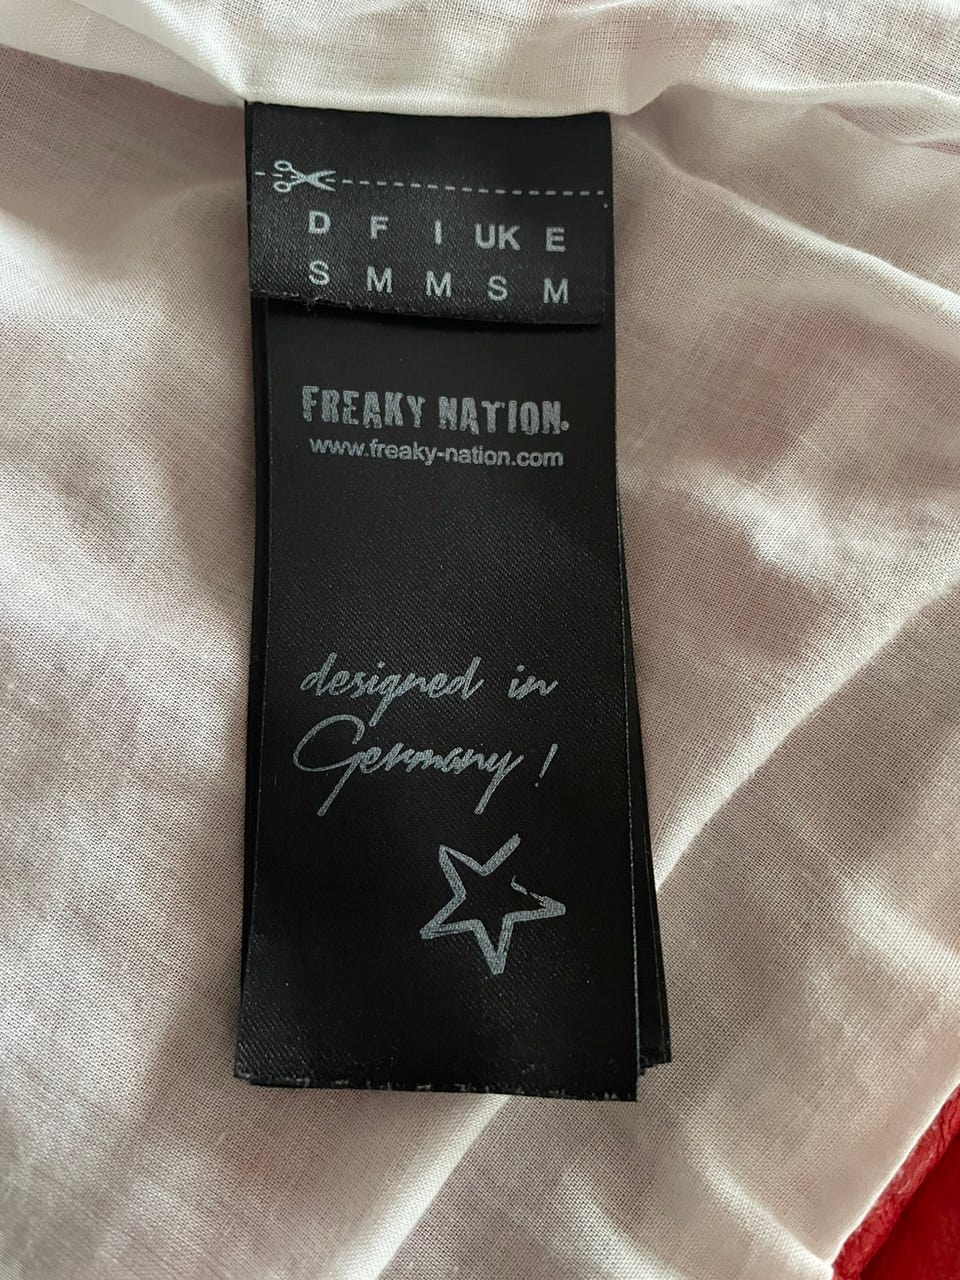 D F I UK E
S M M S M
FREAKY NATION.
www.freaky-nation.com
designed in
Germany !